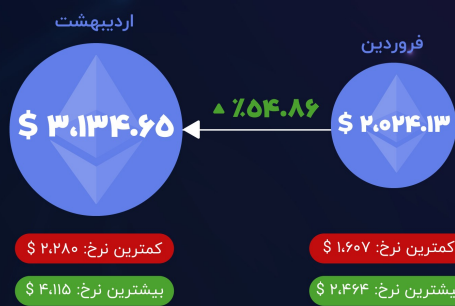 فروردین
$ ۲،۰۲۴.۱۳
کمترین نرخ: ۱،۶۰۷ $
بیشترین نرخ: ۲،۴۶۴ $
▲ ٪۵۴.۸۶
اردیبهشت
$ ۳،۱۳۴.۶۵
کمترین نرخ: ۲،۲۸۰ $
بیشترین نرخ: ۴،۱۱۵ $